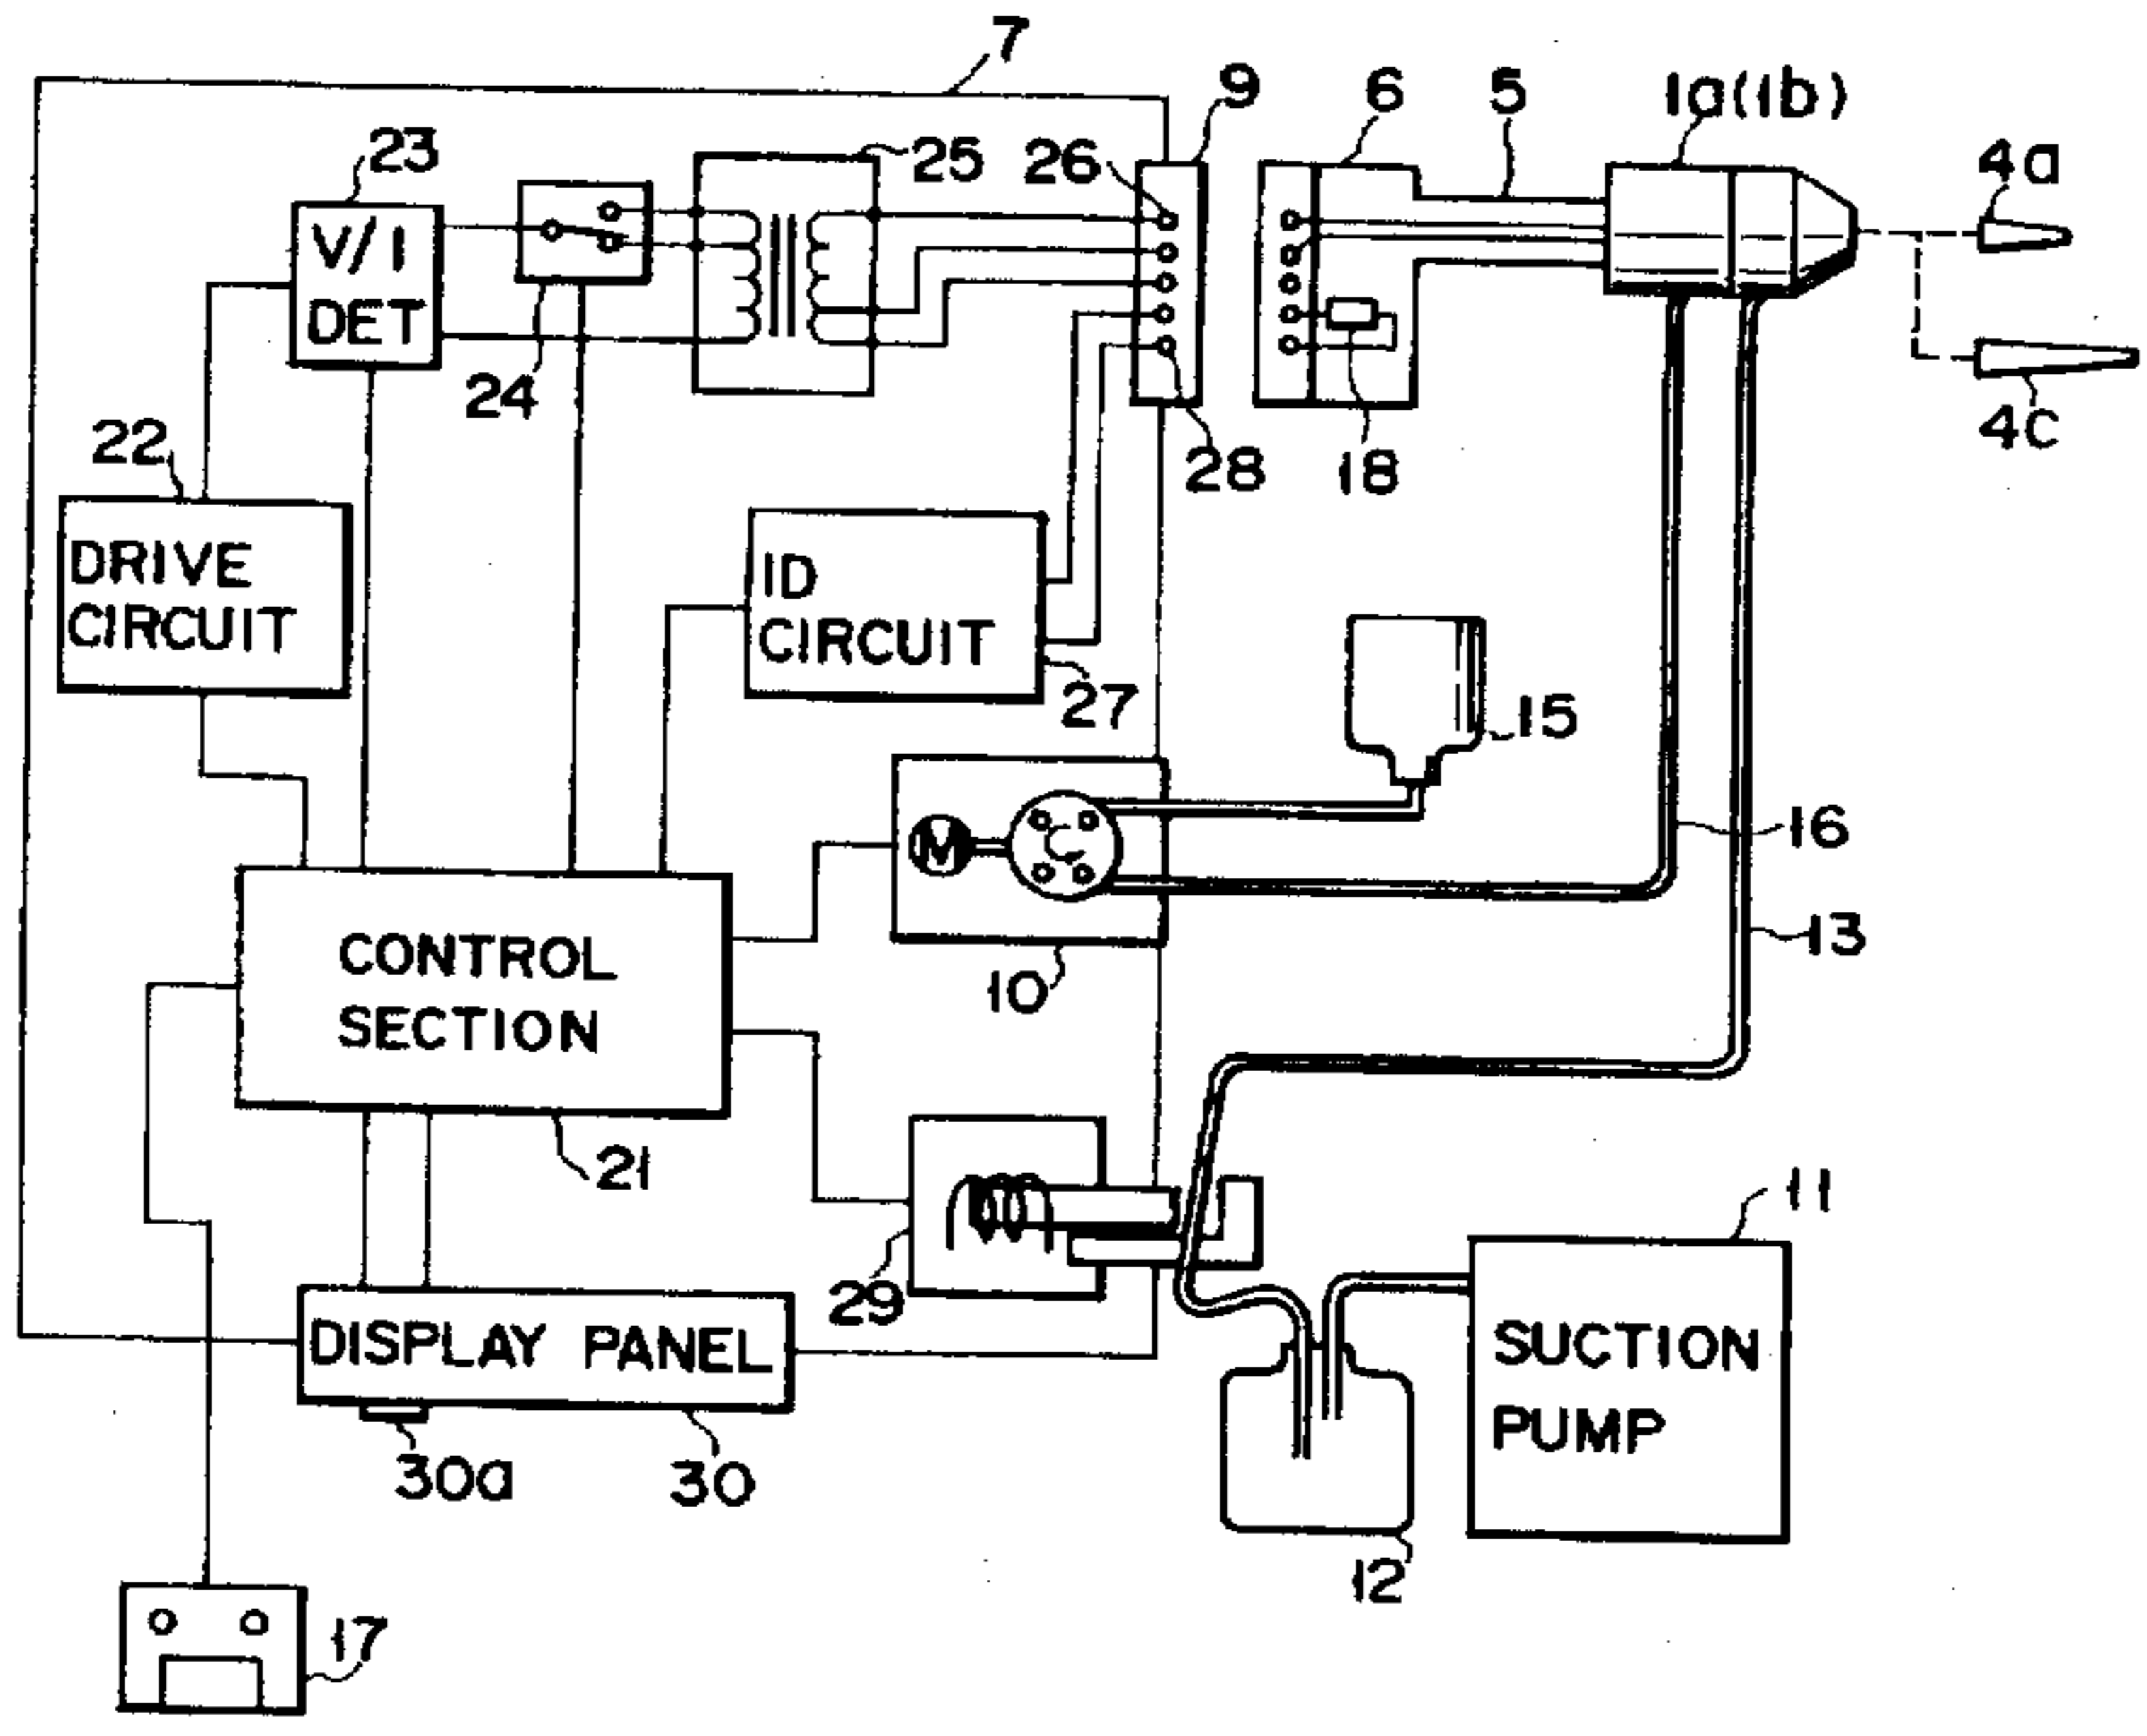 7
9
6
5
1a(1b)
23
25
26
4a
V/I
DET
24
4c
22
28
18
DRIVE
CIRCUIT
ID
CIRCUIT
27
15
M
16
CONTROL
SECTION
13
10
21
11
29
DISPLAY PANEL
SUCTION
PUMP
30a
30
12
17